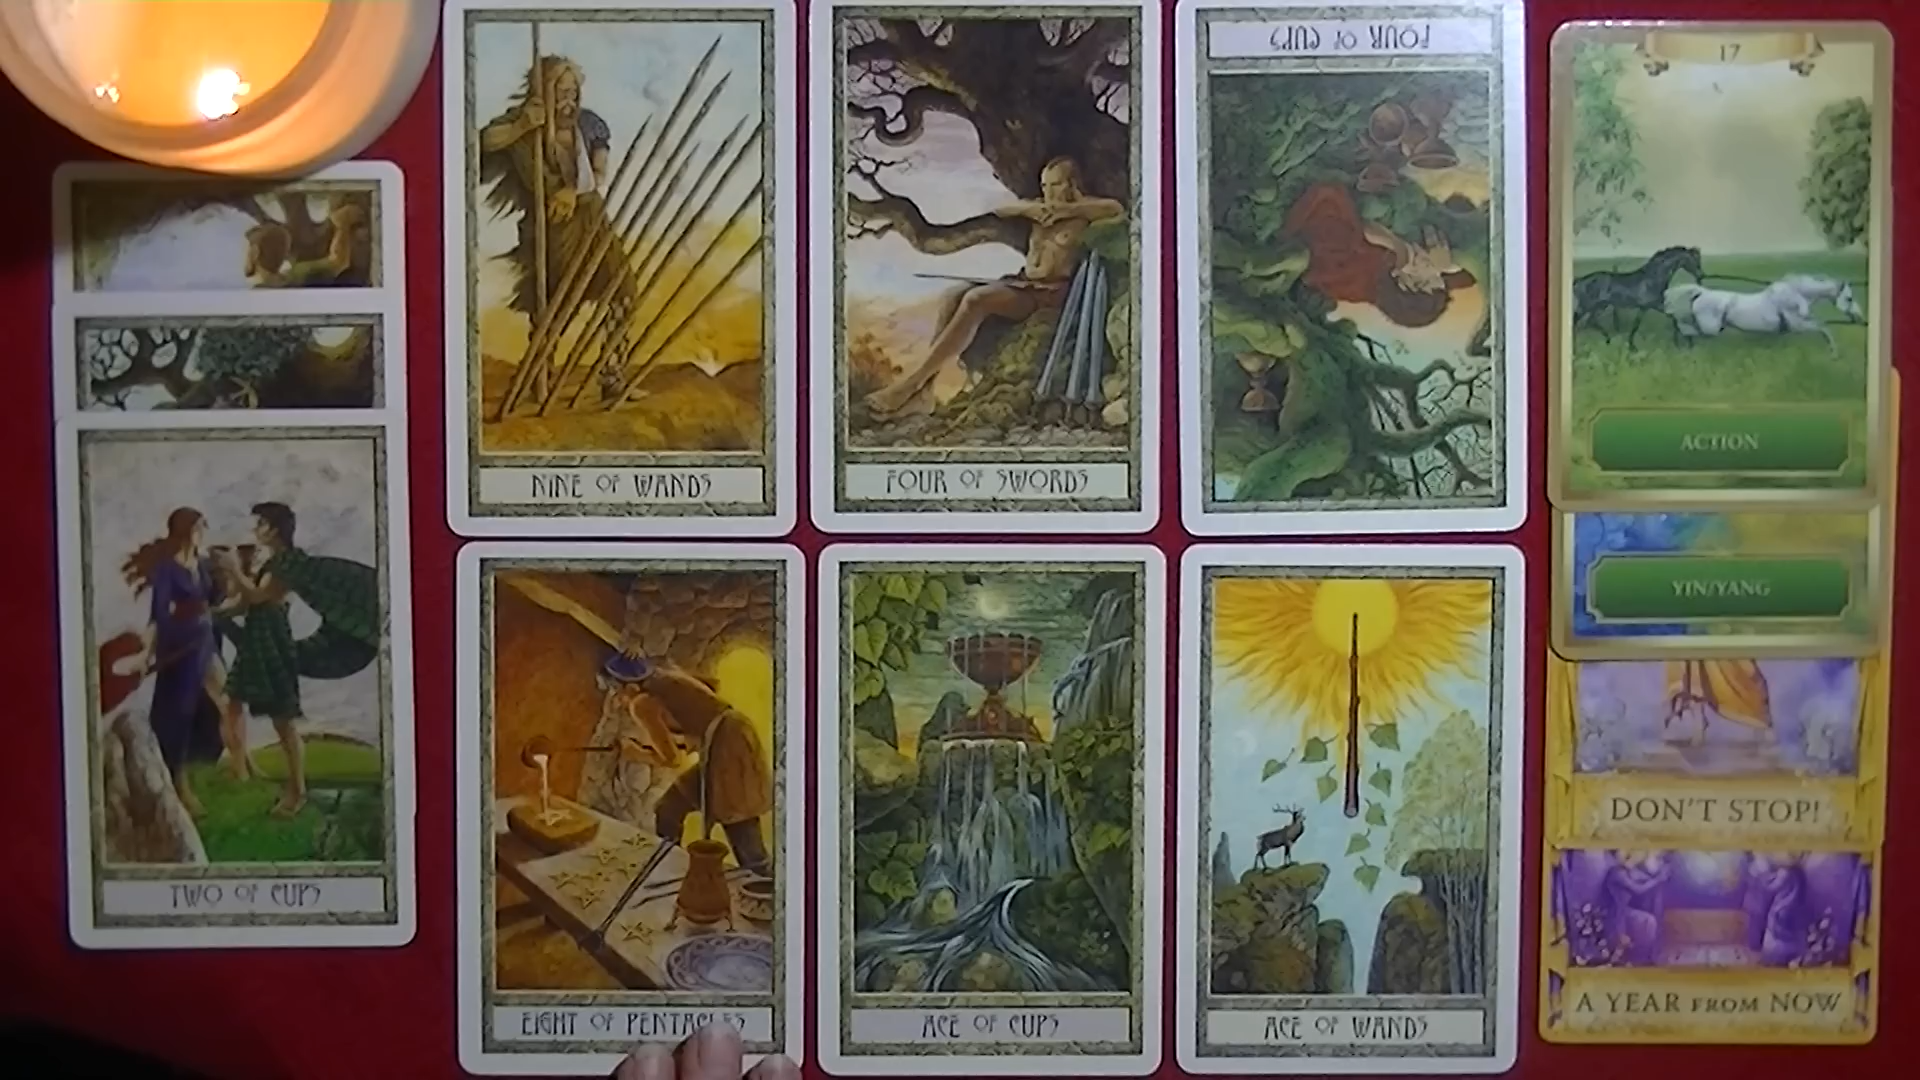 NINE OF WANDS
FOUR OF SWORDS
FOUR OF CUPS
17
ACTION
YIN/YANG
DON'T STOP!
A YEAR FROM NOW
TWO OF CUPS
EIGHT OF PENTACLES
ACE OF CUPS
ACE OF WANDS